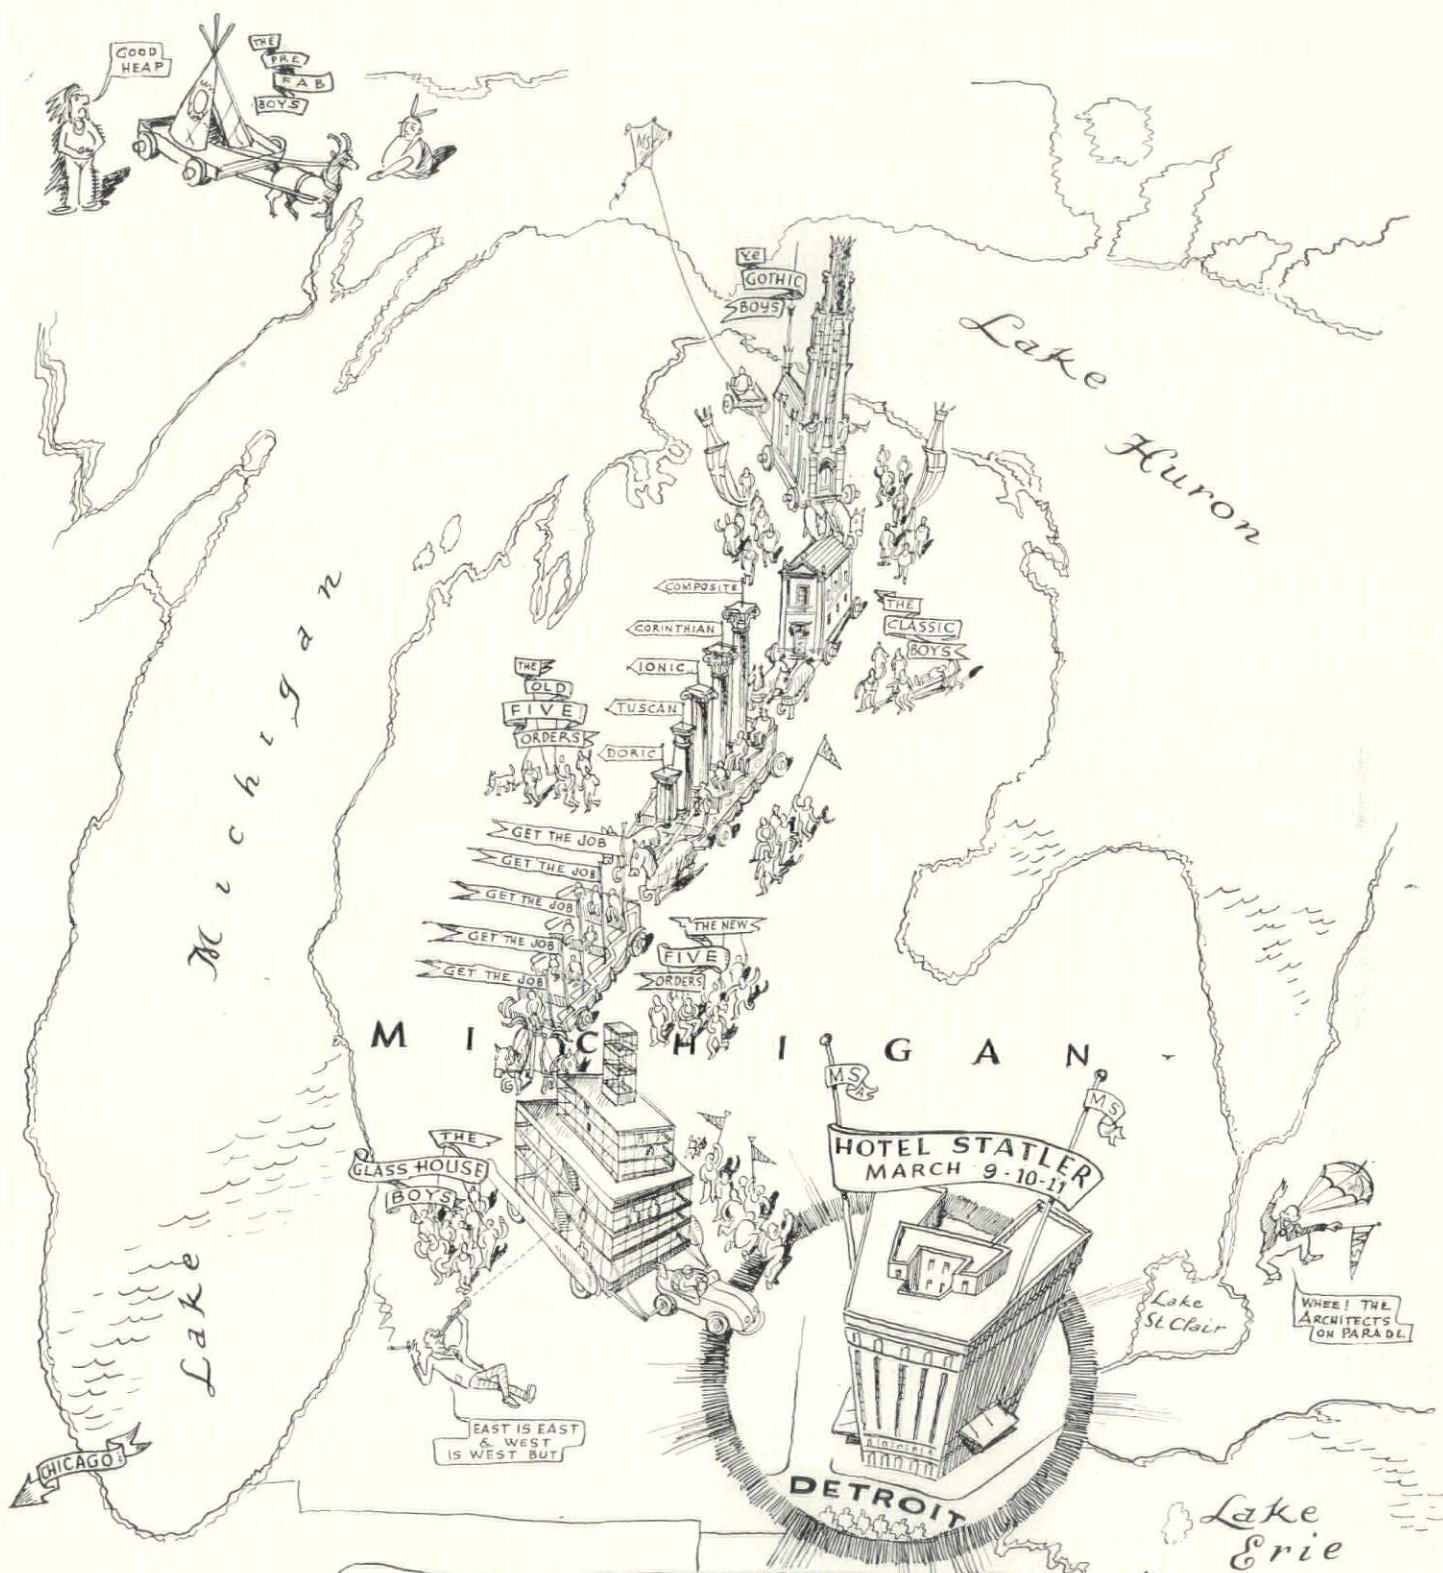 GOOD
HEAP
THE
PRE
FAB
BOYS
MS
YE
GOTHIC
BOYS
Lake
Huron
COMPOSITE
CORINTHIAN
IONIC
TUSCAN
DORIC
THE
CLASSIC
BOYS
THE
OLD
FIVE
ORDERS
GET THE JOB
GET THE JOB
GET THE JOB
GET THE JOB
GET THE JOB
THE NEW
FIVE
ORDERS
Lake Michigan
MICHIGAN
MSA
MS
HOTEL STATLER
MARCH 9-10-11
THE
GLASS HOUSE
BOYS
EAST IS EAST
& WEST
IS WEST BUT
WHEE! THE
ARCHITECTS
ON PARADE
Lake
St Clair
CHICAGO
DETROIT
Lake
Erie